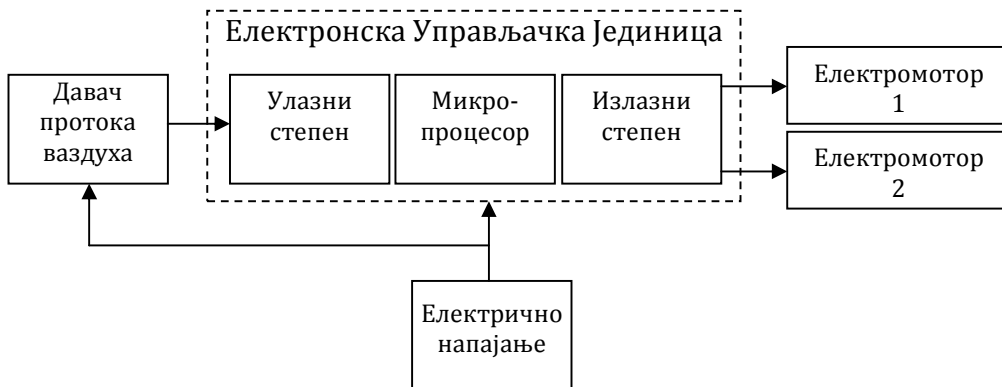 Електронска Управљачка Јединица
Давач
протока
ваздуха
Улазни
степен
Микро-
процесор
Излазни
степен
Електромотор
1
Електромотор
2
Електрично
напајање